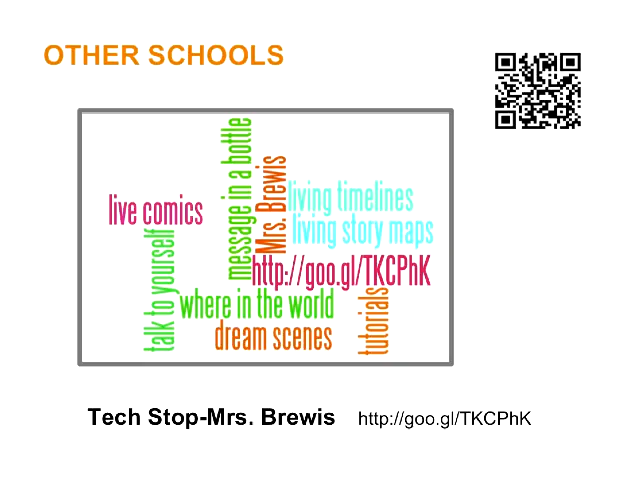 OTHER SCHOOLS
message in a bottle
Mrs. Brewis
live comics
living timelines
living story maps
talk to yourself
http://goo.gl/TKCPhK
where in the world
tutorials
dream scenes
Tech Stop-Mrs. Brewis http://goo.gl/TKCPhK